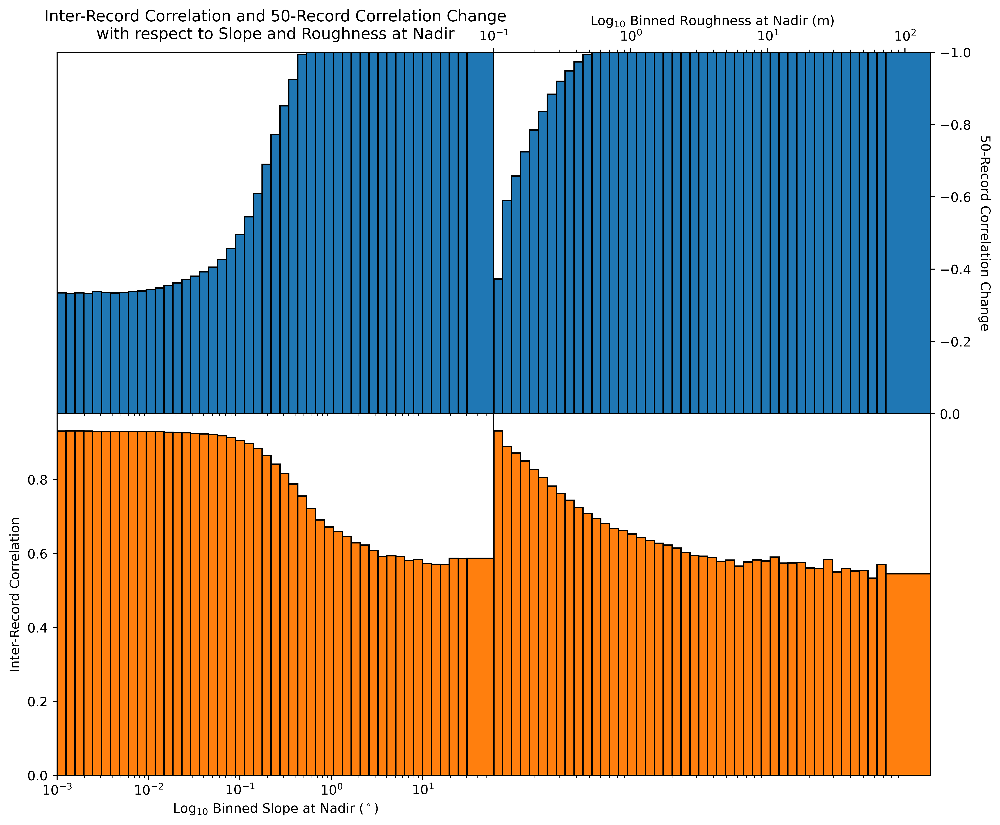 Inter-Record Correlation and 50-Record Correlation Change
with respect to Slope and Roughness at Nadir
Log₁₀ Binned Roughness at Nadir (m)
10⁻¹ 10⁰ 10¹ 10²
−1.0
−0.8
−0.6
−0.4
−0.2
0.0
50-Record Correlation Change
0.8
0.6
0.4
0.2
0.0
Inter-Record Correlation
10⁻³ 10⁻² 10⁻¹ 10⁰ 10¹
Log₁₀ Binned Slope at Nadir (°)